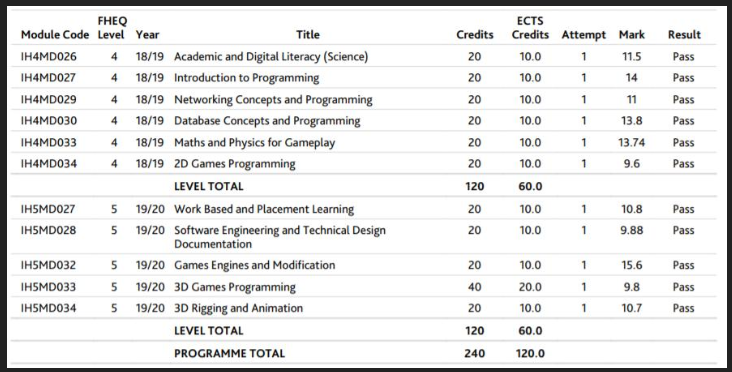 FHEQ ECTS
Module Code Level Year Title Credits Credits Attempt Mark Result
IH4MD026 4 18/19 Academic and Digital Literacy (Science) 20 10.0 1 11.5 Pass
IH4MD027 4 18/19 Introduction to Programming 20 10.0 1 14 Pass
IH4MD029 4 18/19 Networking Concepts and Programming 20 10.0 1 11 Pass
IH4MD030 4 18/19 Database Concepts and Programming 20 10.0 1 13.8 Pass
IH4MD033 4 18/19 Maths and Physics for Gameplay 20 10.0 1 13.74 Pass
IH4MD034 4 18/19 2D Games Programming 20 10.0 1 9.6 Pass
LEVEL TOTAL 120 60.0
IH5MD027 5 19/20 Work Based and Placement Learning 20 10.0 1 10.8 Pass
IH5MD028 5 19/20 Software Engineering and Technical Design 20 10.0 1 9.88 Pass
Documentation
IH5MD032 5 19/20 Games Engines and Modification 20 10.0 1 15.6 Pass
IH5MD033 5 19/20 3D Games Programming 40 20.0 1 9.8 Pass
IH5MD034 5 19/20 3D Rigging and Animation 20 10.0 1 10.7 Pass
LEVEL TOTAL 120 60.0
PROGRAMME TOTAL 240 120.0